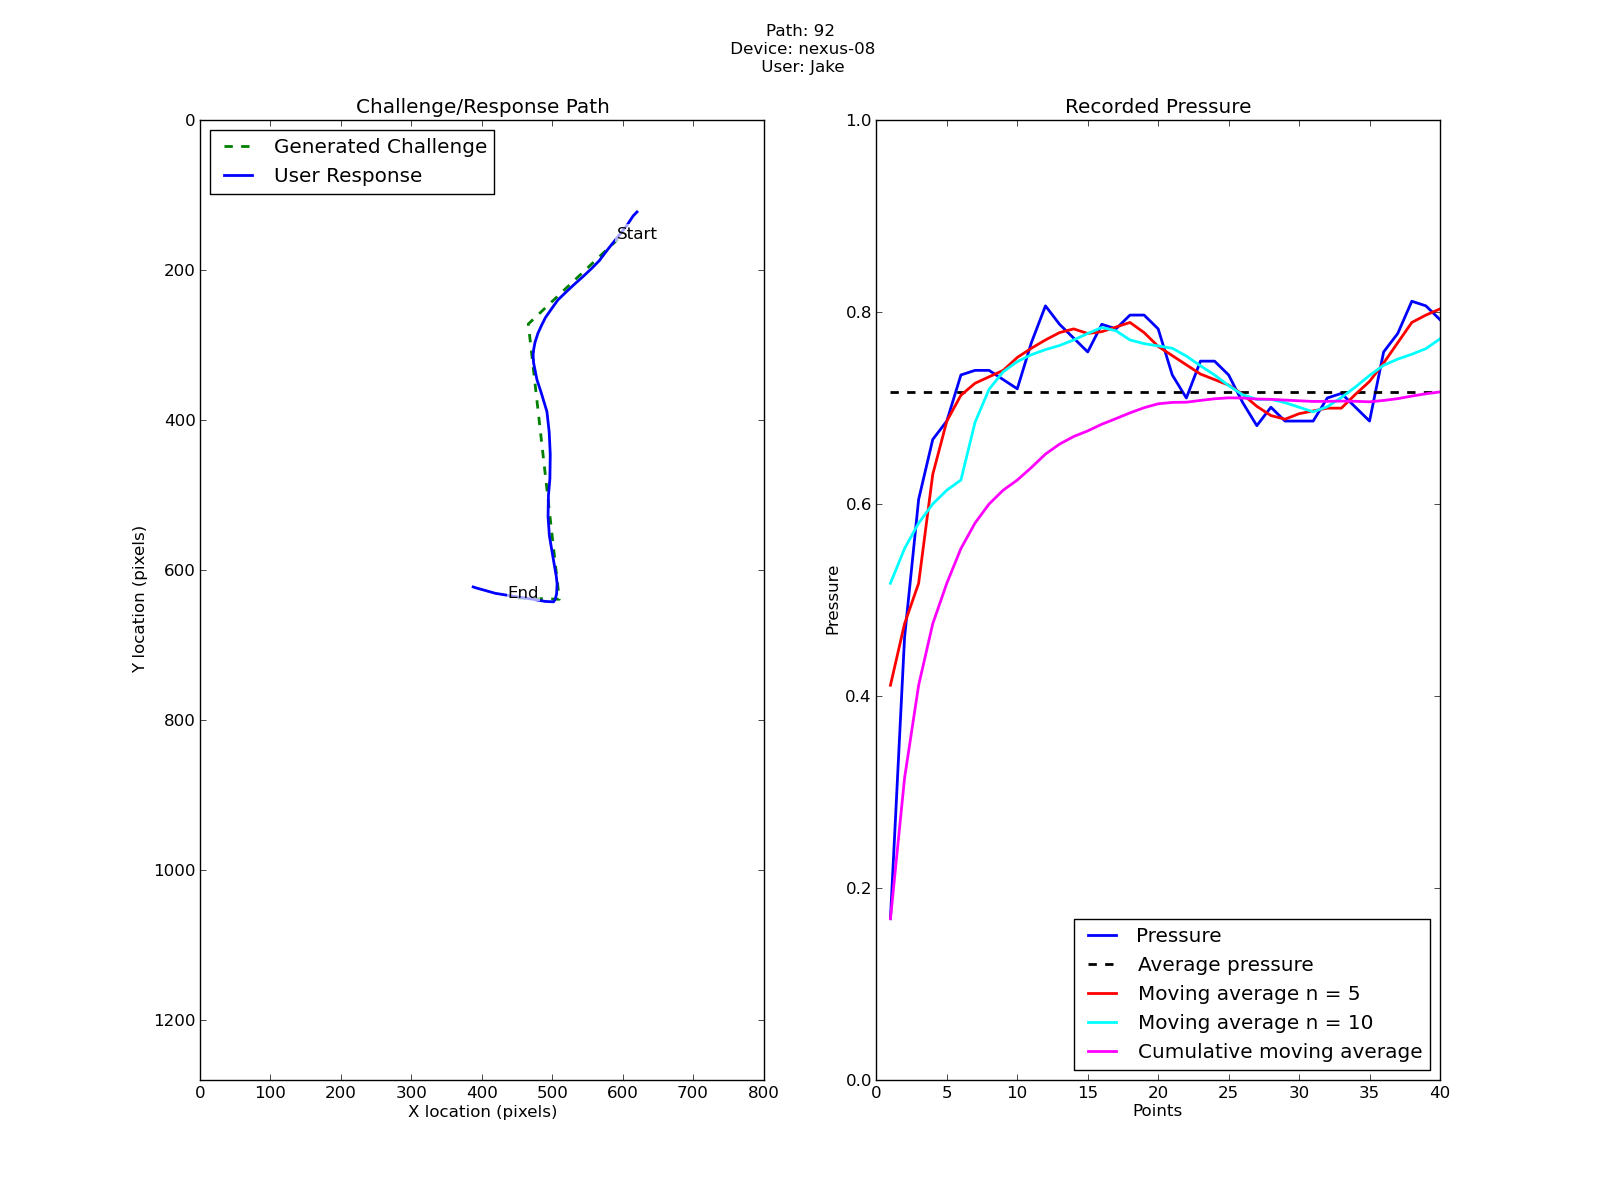 Path: 92
Device: nexus-08
User: Jake
Challenge/Response Path
Generated Challenge
User Response
Start
End
0
200
400
600
800
1000
1200
Y location (pixels)
0 100 200 300 400 500 600 700 800
X location (pixels)
Recorded Pressure
1.0
0.8
0.6
0.4
0.2
0.0
Pressure
Pressure
Average pressure
Moving average n = 5
Moving average n = 10
Cumulative moving average
0 5 10 15 20 25 30 35 40
Points